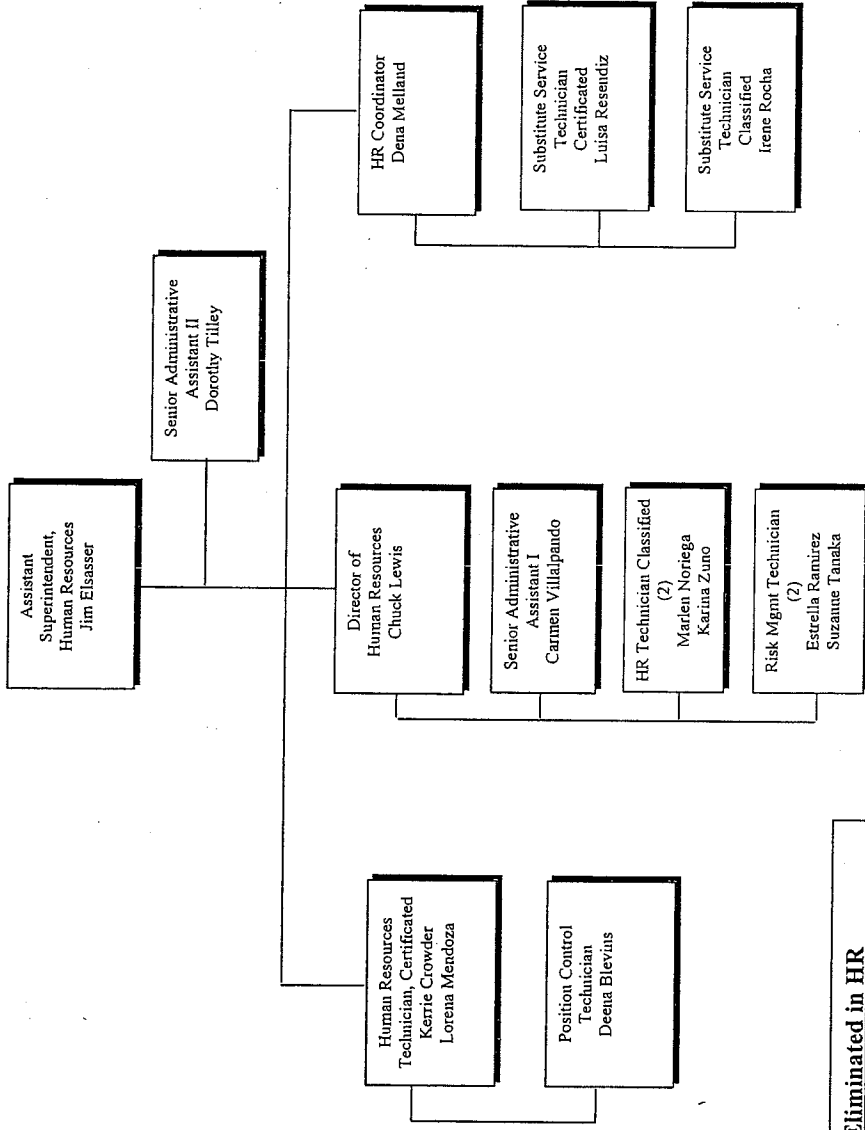 Assistant
Superintendent,
Human Resources
Jim Elsasser
Senior Administrative
Assistant II
Dorothy Tilley
Human Resources
Technician, Certificated
Kerrie Crowder
Lorena Mendoza
Position Control
Technician
Deena Blevins
Director of
Human Resources
Chuck Lewis
Senior Administrative
Assistant I
Carmen Villalpando
HR Technician Classified
(2)
Marlen Noriega
Karina Zuno
Risk Mgmt Technician
(2)
Estrella Ramirez
Suzanne Tanaka
HR Coordinator
Dena Melland
Substitute Service
Technician
Certificated
Luisa Resendiz
Substitute Service
Technician
Classified
Irene Rocha
Eliminated in HR